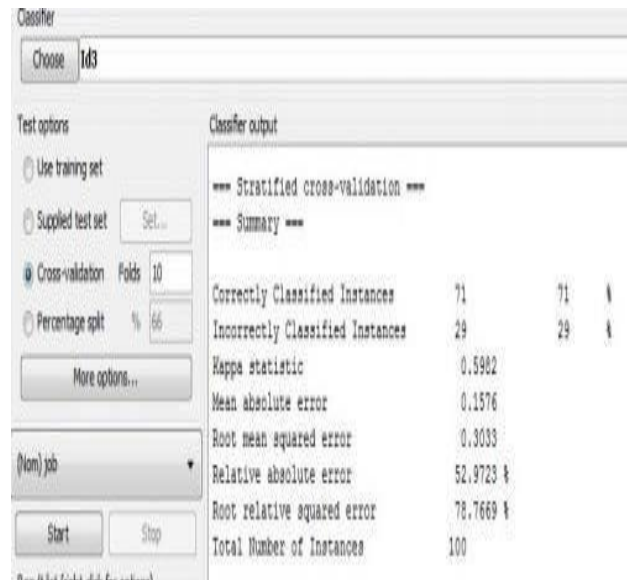 Classifier
Choose Id3
Test options
Use training set
Supplied test set Set...
Cross-validation Folds 10
Percentage split % 66
More options...
(Nom) job
Start Stop
Classifier output
=== Stratified cross-validation ===
=== Summary ===
Correctly Classified Instances 71 71 %
Incorrectly Classified Instances 29 29 %
Kappa statistic 0.5982
Mean absolute error 0.1576
Root mean squared error 0.3033
Relative absolute error 52.9723 %
Root relative squared error 78.7669 %
Total Number of Instances 100